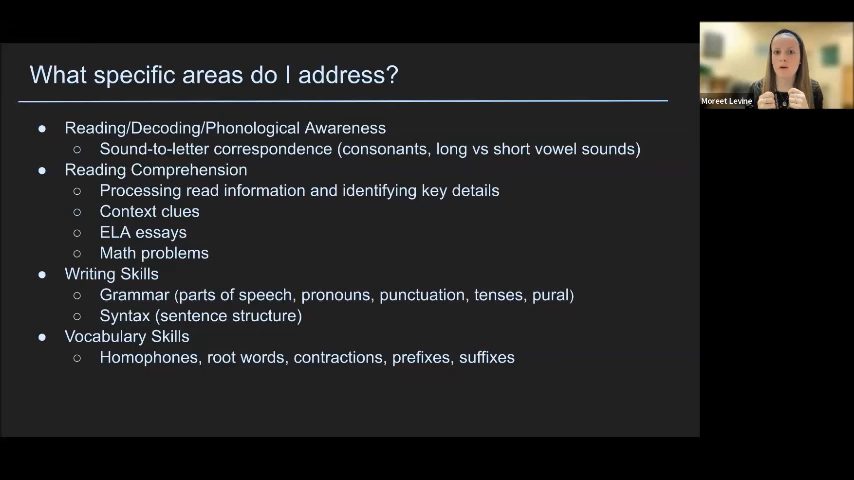 What specific areas do I address?
● Reading/Decoding/Phonological Awareness
○ Sound-to-letter correspondence (consonants, long vs short vowel sounds)
● Reading Comprehension
○ Processing read information and identifying key details
○ Context clues
○ ELA essays
○ Math problems
● Writing Skills
○ Grammar (parts of speech, pronouns, punctuation, tenses, pural)
○ Syntax (sentence structure)
● Vocabulary Skills
○ Homophones, root words, contractions, prefixes, suffixes
Moreet Levine